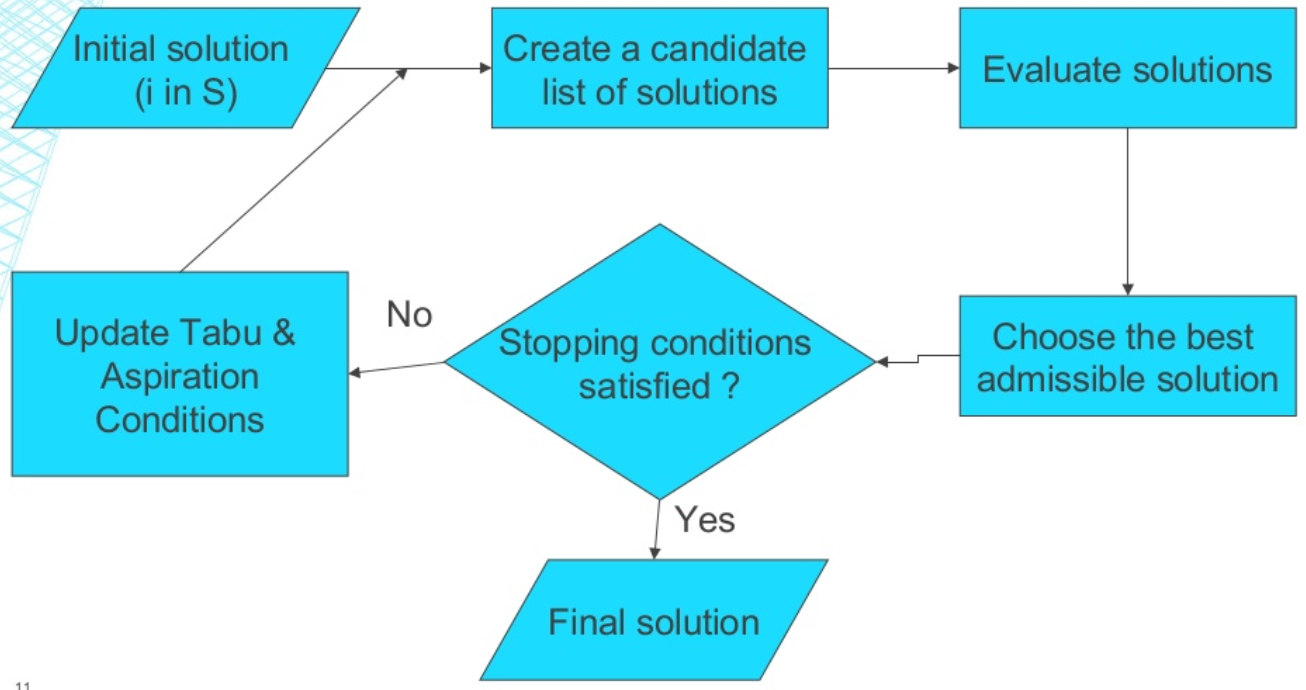 Initial solution
(i in S)
Create a candidate
list of solutions
Evaluate solutions
Choose the best
admissible solution
Stopping conditions
satisfied ?
No
Update Tabu &
Aspiration
Conditions
Yes
Final solution
11